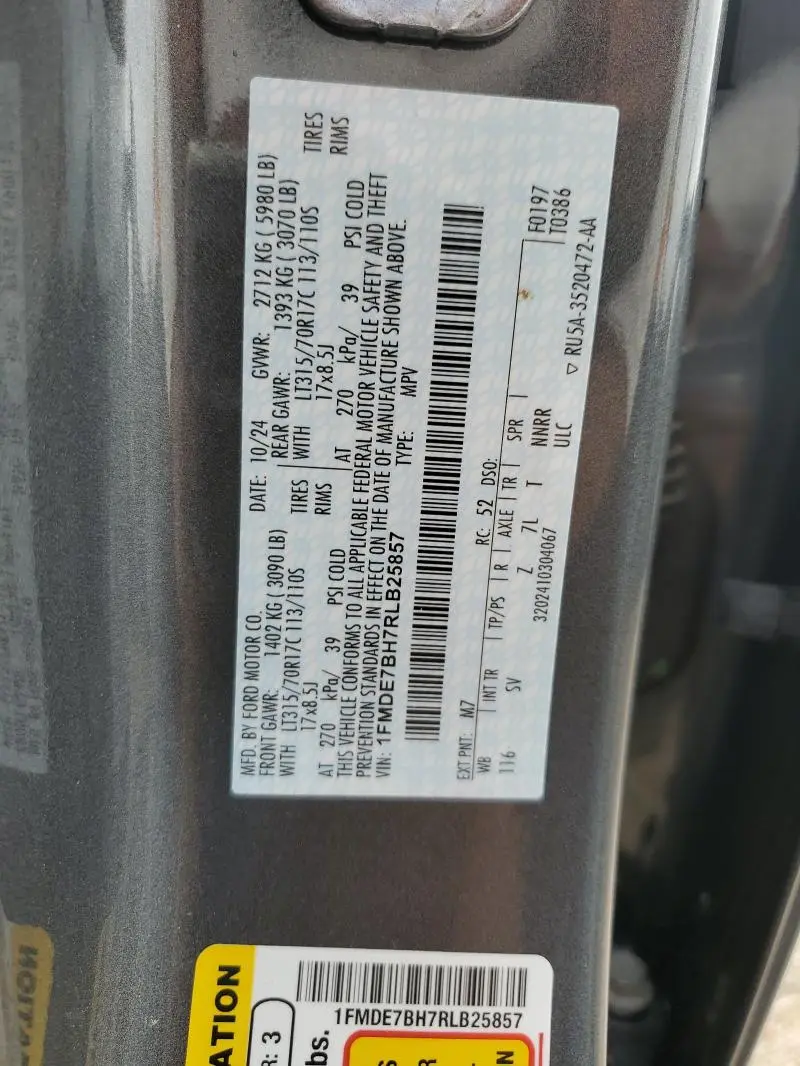 MFD. BY FORD MOTOR CO.
DATE: 10/24 GVWR: 2712 KG ( 5980 LB)
FRONT GAWR: 1402 KG ( 3090 LB) REAR GAWR: 1393 KG ( 3070 LB)
WITH LT315/70R17C 113/110S TIRES WITH LT315/70R17C 113/110S TIRES
17x8.5J RIMS 17x8.5J RIMS
AT 270 kPa/ 39 PSI COLD AT 270 kPa/ 39 PSI COLD
THIS VEHICLE CONFORMS TO ALL APPLICABLE FEDERAL MOTOR VEHICLE SAFETY AND THEFT
PREVENTION STANDARDS IN EFFECT ON THE DATE OF MANUFACTURE SHOWN ABOVE.
VIN: 1FMDE7BH7RLB25857 TYPE: MPV
EXT PNT: M7 RC: 52 DSO:
WB INT TR TP/PS R AXLE TR SPR F0197
116 SV Z 7L T NNRR T0386
3202410304067 ULC
▽ RU5A-3520472-AA
ATION
R: 3
bs.
1FMDE7BH7RLB25857